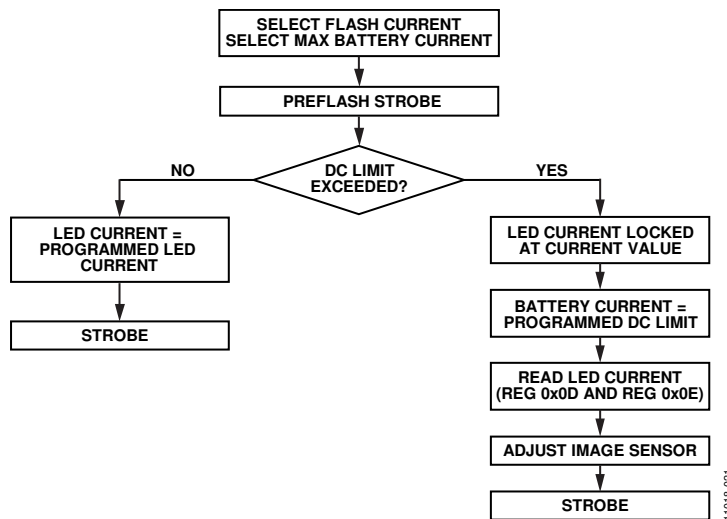 SELECT FLASH CURRENT
SELECT MAX BATTERY CURRENT
PREFLASH STROBE
DC LIMIT
EXCEEDED?
NO
YES
LED CURRENT =
PROGRAMMED LED
CURRENT
STROBE
LED CURRENT LOCKED
AT CURRENT VALUE
BATTERY CURRENT =
PROGRAMMED DC LIMIT
READ LED CURRENT
(REG 0x0D AND REG 0x0E)
ADJUST IMAGE SENSOR
STROBE